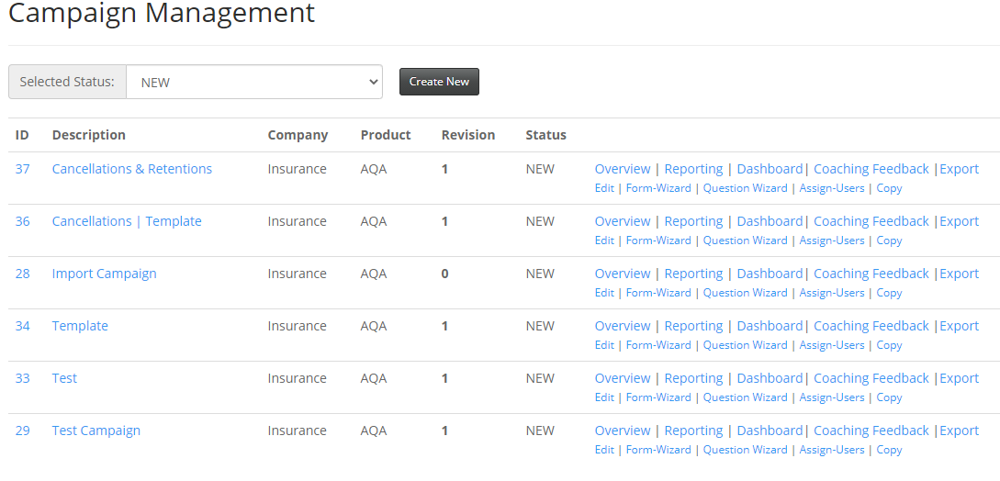 Campaign Management
Selected Status: NEW Create New
ID Description Company Product Revision Status
37 Cancellations & Retentions Insurance AQA 1 NEW Overview | Reporting | Dashboard| Coaching Feedback |Export
Edit | Form-Wizard | Question Wizard | Assign-Users | Copy
36 Cancellations | Template Insurance AQA 1 NEW Overview | Reporting | Dashboard| Coaching Feedback |Export
Edit | Form-Wizard | Question Wizard | Assign-Users | Copy
28 Import Campaign Insurance AQA 0 NEW Overview | Reporting | Dashboard| Coaching Feedback |Export
Edit | Form-Wizard | Question Wizard | Assign-Users | Copy
34 Template Insurance AQA 1 NEW Overview | Reporting | Dashboard| Coaching Feedback |Export
Edit | Form-Wizard | Question Wizard | Assign-Users | Copy
33 Test Insurance AQA 1 NEW Overview | Reporting | Dashboard| Coaching Feedback |Export
Edit | Form-Wizard | Question Wizard | Assign-Users | Copy
29 Test Campaign Insurance AQA 1 NEW Overview | Reporting | Dashboard| Coaching Feedback |Export
Edit | Form-Wizard | Question Wizard | Assign-Users | Copy